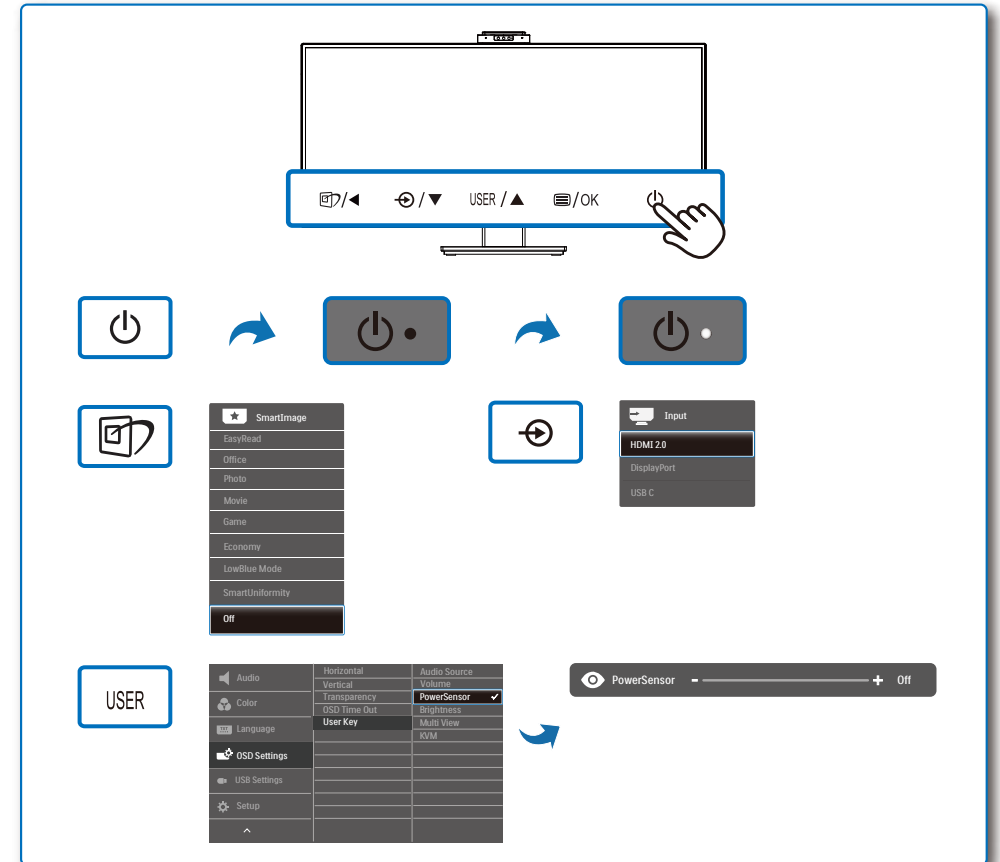 /◀
/▼
USER /▲
/OK
SmartImage
EasyRead
Office
Photo
Movie
Game
Economy
LowBlue Mode
SmartUniformity
Off
Input
HDMI 2.0
DisplayPort
USB C
USER
Audio
Color
Language
OSD Settings
USB Settings
Setup
Horizontal
Vertical
Transparency
OSD Time Out
User Key
Audio Source
Volume
PowerSensor ✔
Brightness
Multi View
KVM
PowerSensor - + Off